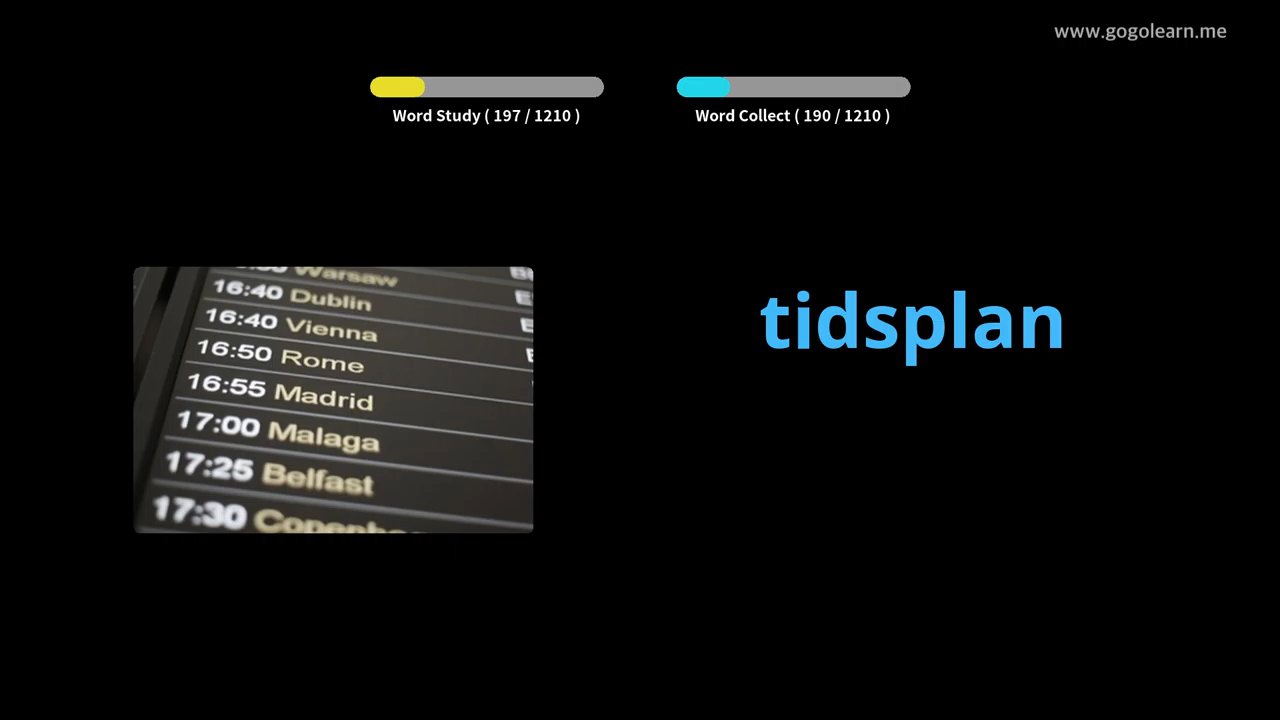 www.gogolearn.me
Word Study ( 197 / 1210 )
Word Collect ( 190 / 1210 )
tidsplan
Warsaw
16:40 Dublin
16:40 Vienna
16:50 Rome
16:55 Madrid
17:00 Malaga
17:25 Belfast
17:30